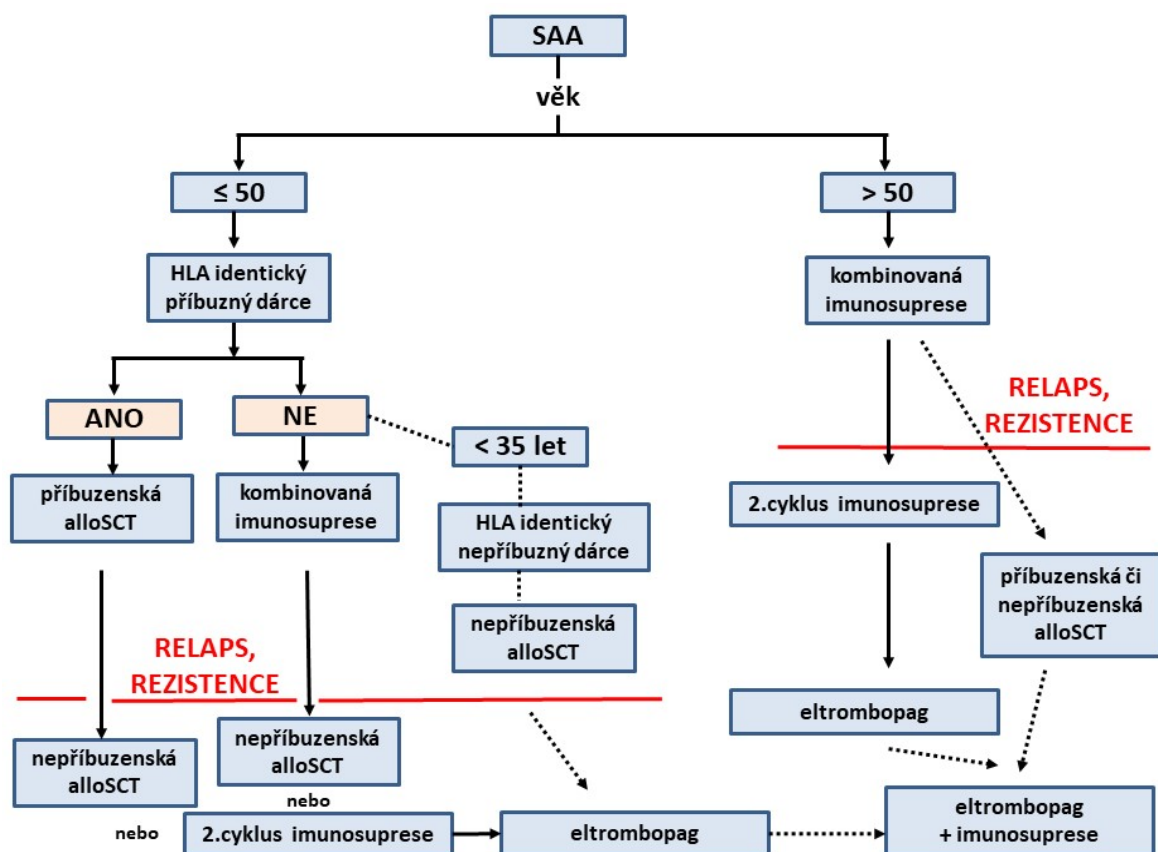 SAA
věk
≤ 50
> 50
HLA identický
příbuzný dárce
kombinovaná
imunosuprese
ANO
NE
< 35 let
RELAPS,
REZISTENCE
příbuzenská
alloSCT
kombinovaná
imunosuprese
HLA identický
nepříbuzný dárce
2.cyklus imunosuprese
příbuzenská či
nepříbuzenská
alloSCT
nepříbuzenská
alloSCT
RELAPS,
REZISTENCE
eltrombopag
nepříbuzenská
alloSCT
nepříbuzenská
alloSCT
nebo
nebo
2.cyklus imunosuprese
eltrombopag
eltrombopag
+ imunosuprese